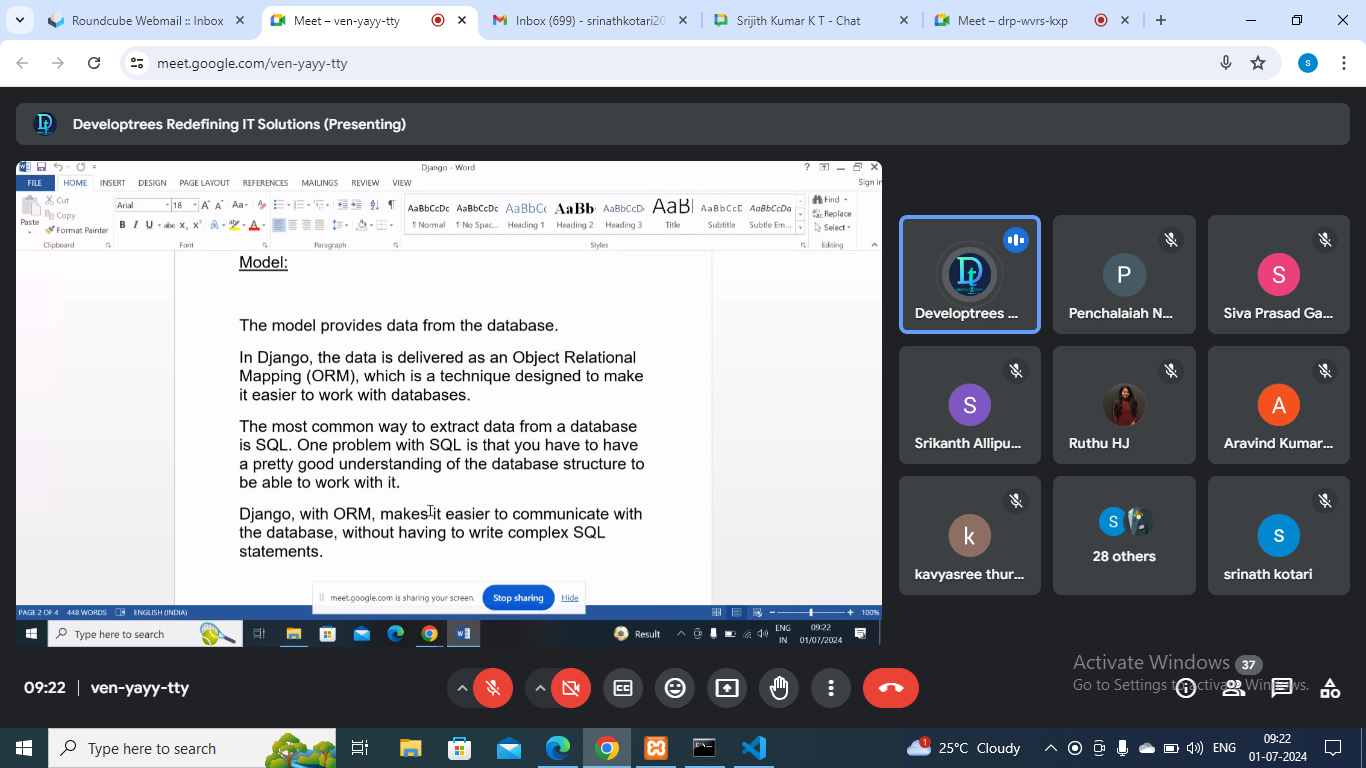 Roundcube Webmail :: Inbox
Meet – ven-yayy-tty
Inbox (699) - srinathkotari20
Srijith Kumar K T - Chat
Meet – drp-wvrs-kxp
meet.google.com/ven-yayy-tty
s
Developtrees Redefining IT Solutions (Presenting)
Django - Word
FILE HOME INSERT DESIGN PAGE LAYOUT REFERENCES MAILINGS REVIEW VIEW Sign in
Paste
Cut
Copy
Format Painter
Clipboard
Arial 18
Font
Paragraph
AaBbCcDc AaBbCcDc AaBbCc AaBb AaBbCcD AaB AaBbCcD AaBbCcDa
¶ Normal ¶ No Spac... Heading 1 Heading 2 Heading 3 Title Subtitle Subtle Em...
Styles
Find
Replace
Select
Editing
Model:
The model provides data from the database.
In Django, the data is delivered as an Object Relational
Mapping (ORM), which is a technique designed to make
it easier to work with databases.
The most common way to extract data from a database
is SQL. One problem with SQL is that you have to have
a pretty good understanding of the database structure to
be able to work with it.
Django, with ORM, makes it easier to communicate with
the database, without having to write complex SQL
statements.
meet.google.com is sharing your screen. Stop sharing Hide
PAGE 2 OF 4 448 WORDS ENGLISH (INDIA) 100%
Type here to search
Result
ENG
IN
09:22
01/07/2024
Developtrees ...
P
Penchalaiah N...
S
Siva Prasad Ga...
S
Srikanth Allipu...
Ruthu HJ
A
Aravind Kumar...
k
kavyasree thur...
S
28 others
s
srinath kotari
09:22 | ven-yayy-tty
Activate Windows
37
Go to Settings to activate Windows.
Type here to search
1
25°C Cloudy
ENG
09:22
01-07-2024